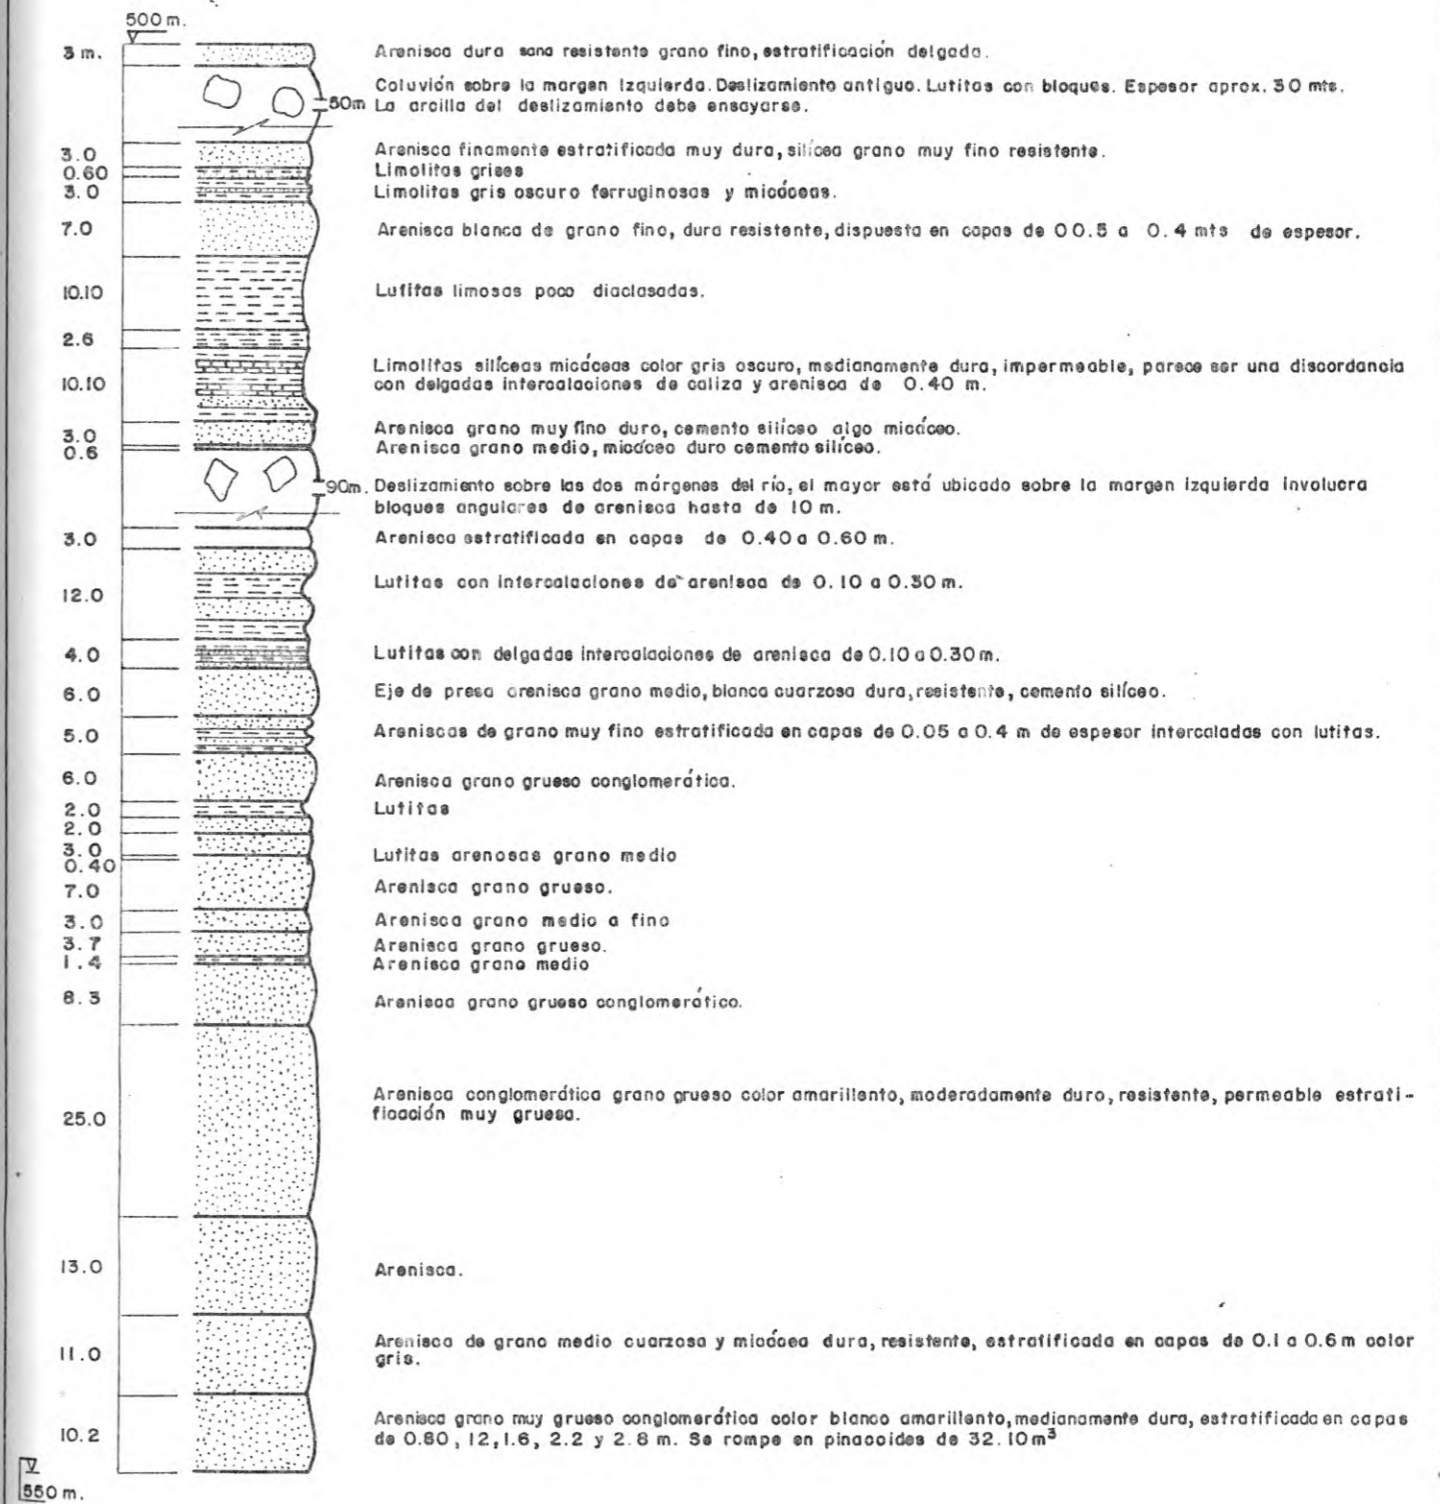 500 m.
3 m.
Arenisca dura sana resistente grano fino, estratificación delgada.
Coluvión sobre la margen izquierda. Deslizamiento antiguo. Lutitas con bloques. Espesor aprox. 30 mts.
50m
La arcilla del deslizamiento debe ensayarse.
3.0
Arenisca finamente estratificada muy dura, silícea grano muy fino resistente.
0.60
Limolitas grises
3.0
Limolitas gris oscuro ferruginosas y micáceas.
7.0
Arenisca blanca de grano fino, dura resistente, dispuesta en capas de 00.5 a 0.4 mts de espesor.
10.10
Lutitas limosas poco diaclasadas.
2.6
Limolitas silíceas micáceas color gris oscuro, medianamente dura, impermeable, parece ser una discordancia
10.10
con delgadas intercalaciones de caliza y arenisca de 0.40 m.
3.0
Arenisca grano muy fino duro, cemento silíceo algo micáceo.
0.6
Arenisca grano medio, micáceo duro cemento silíceo.
90m.
Deslizamiento sobre las dos márgenes del río, el mayor está ubicado sobre la margen izquierda involucra
bloques angulares de arenisca hasta de 10 m.
3.0
Arenisca estratificada en capas de 0.40 a 0.60 m.
12.0
Lutitas con intercalaciones de arenisca de 0.10 a 0.30 m.
4.0
Lutitas con delgadas intercalaciones de arenisca de 0.10 a 0.30 m.
6.0
Eje de presa arenisca grano medio, blanca cuarzosa dura, resistente, cemento silíceo.
5.0
Areniscas de grano muy fino estratificada en capas de 0.05 a 0.4 m de espesor intercaladas con lutitas.
6.0
Arenisca grano grueso conglomerática.
2.0
Lutitas
2.0
3.0
Lutitas arenosas grano medio
0.40
7.0
Arenisca grano grueso.
3.0
Arenisca grano medio a fino
3.7
Arenisca grano grueso.
1.4
Arenisca grano medio
8.3
Arenisca grano grueso conglomerático.
25.0
Arenisca conglomerática grano grueso color amarillento, moderadamente duro, resistente, permeable estrati-
ficación muy gruesa.
13.0
Arenisca.
11.0
Arenisca de grano medio cuarzosa y micácea dura, resistente, estratificada en capas de 0.1 a 0.6 m color
gris.
10.2
Arenisca grano muy grueso conglomerática color blanco amarillento, medianamente dura, estratificada en capas
de 0.80, 12, 1.6, 2.2 y 2.8 m. Se rompe en pinacoides de 32.10m³
550 m.